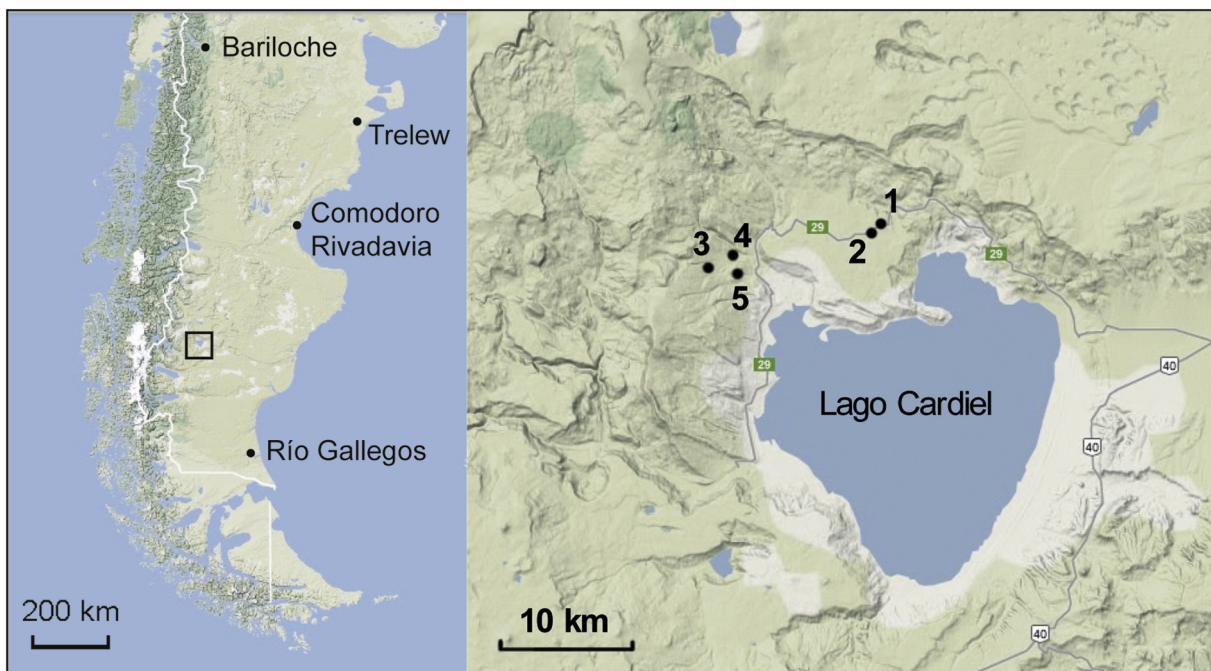 Bariloche
Trelew
Comodoro
Rivadavia
Río Gallegos
200 km
1
29
2
3
4
5
29
29
Lago Cardiel
40
40
40
10 km